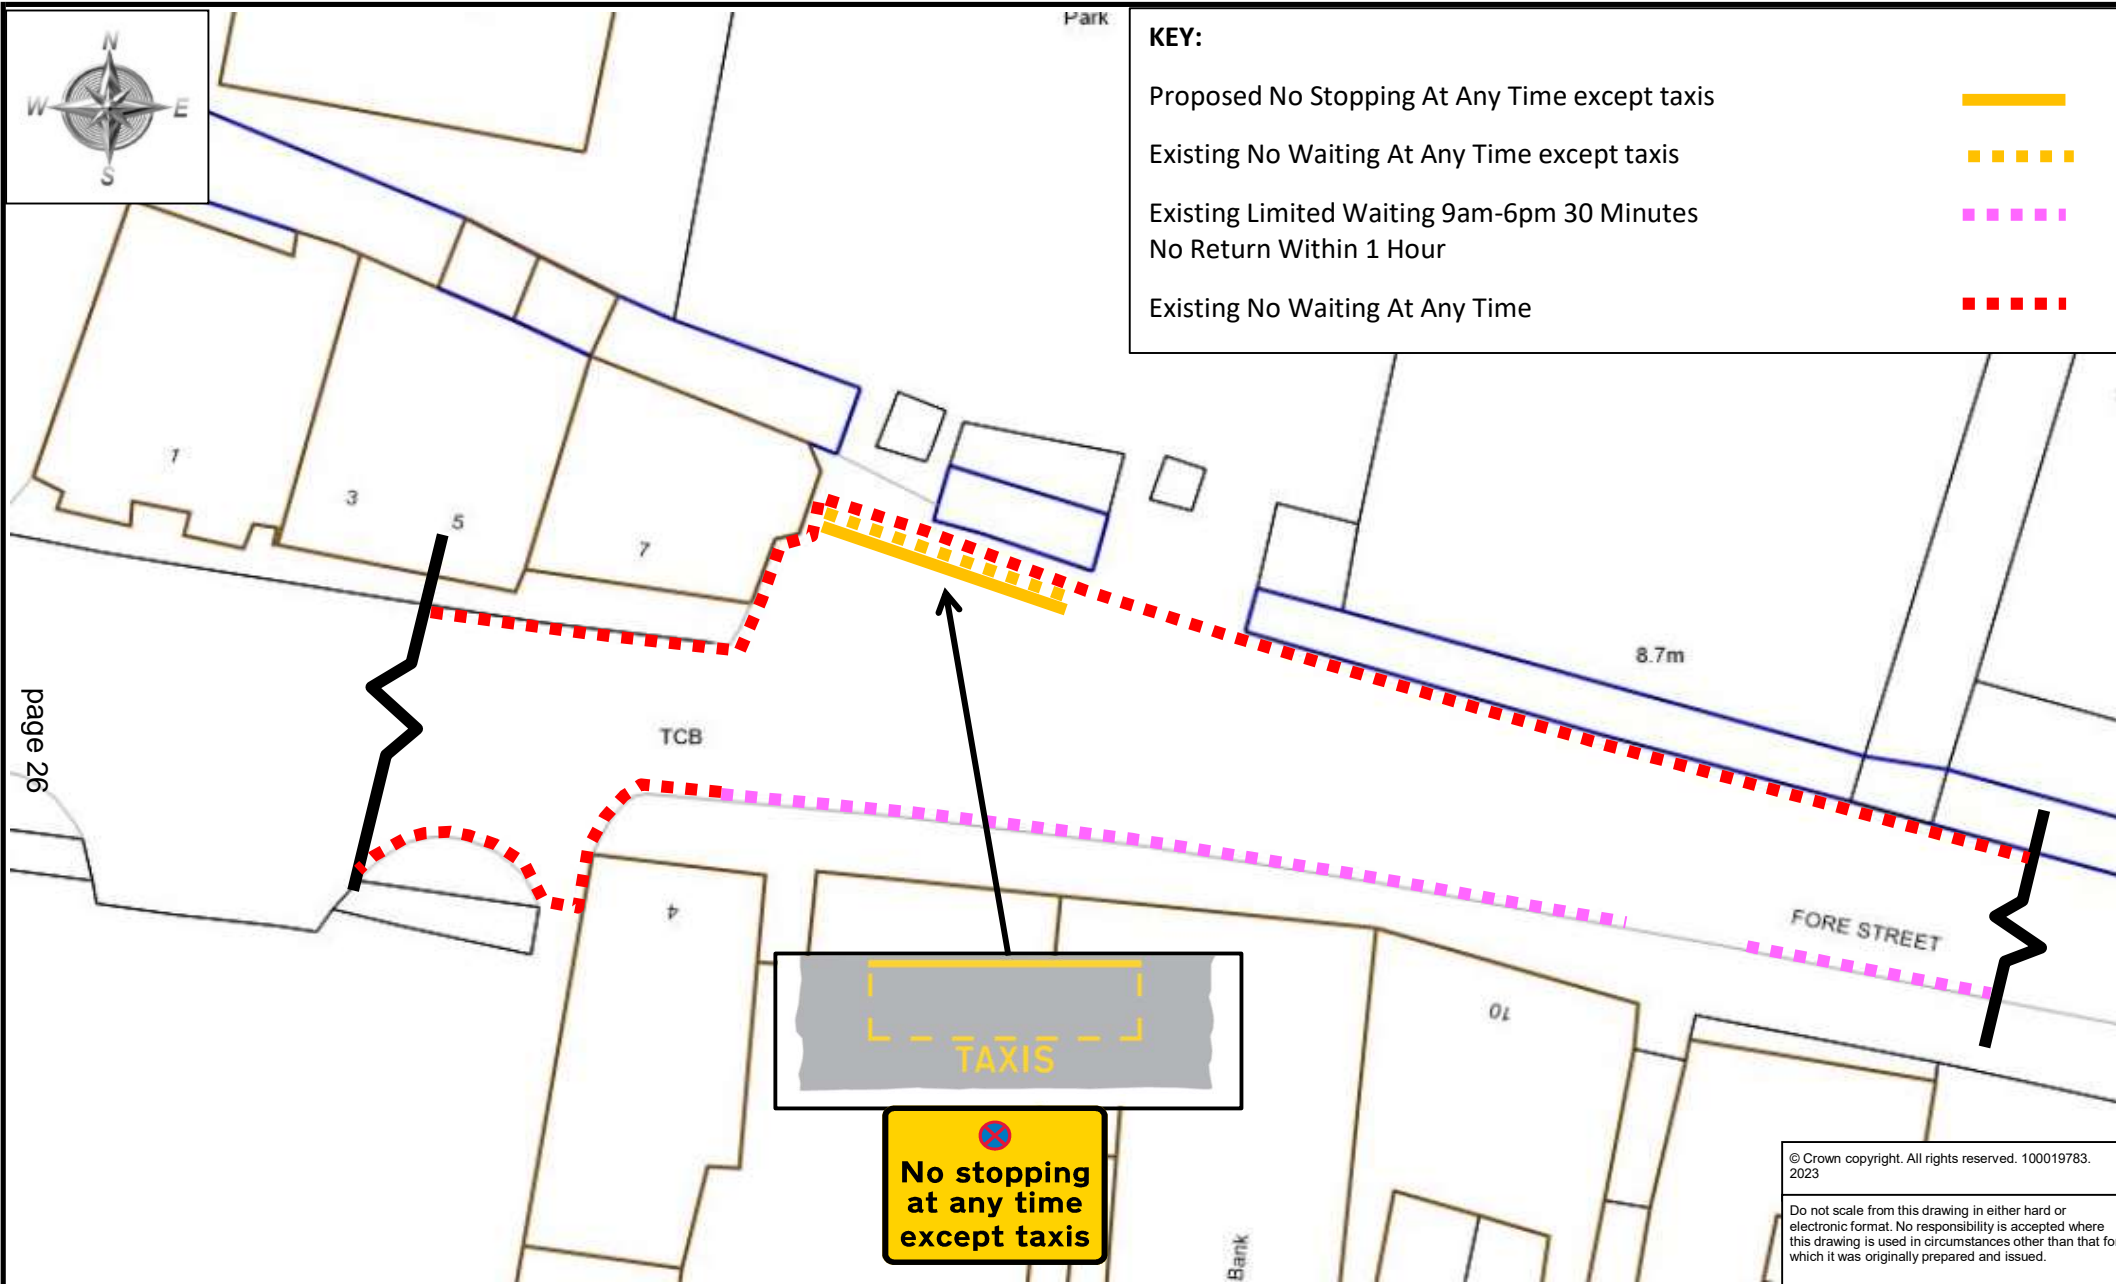 N
W
E
S
Park
KEY:
Proposed No Stopping At Any Time except taxis
Existing No Waiting At Any Time except taxis
Existing Limited Waiting 9am-6pm 30 Minutes
No Return Within 1 Hour
Existing No Waiting At Any Time
1
3
5
7
8.7m
page 26
TCB
4
FORE STREET
10
TAXIS
No stopping
at any time
except taxis
Bank
© Crown copyright. All rights reserved. 100019783.
2023
Do not scale from this drawing in either hard or
electronic format. No responsibility is accepted where
this drawing is used in circumstances other than that fo
which it was originally prepared and issued.